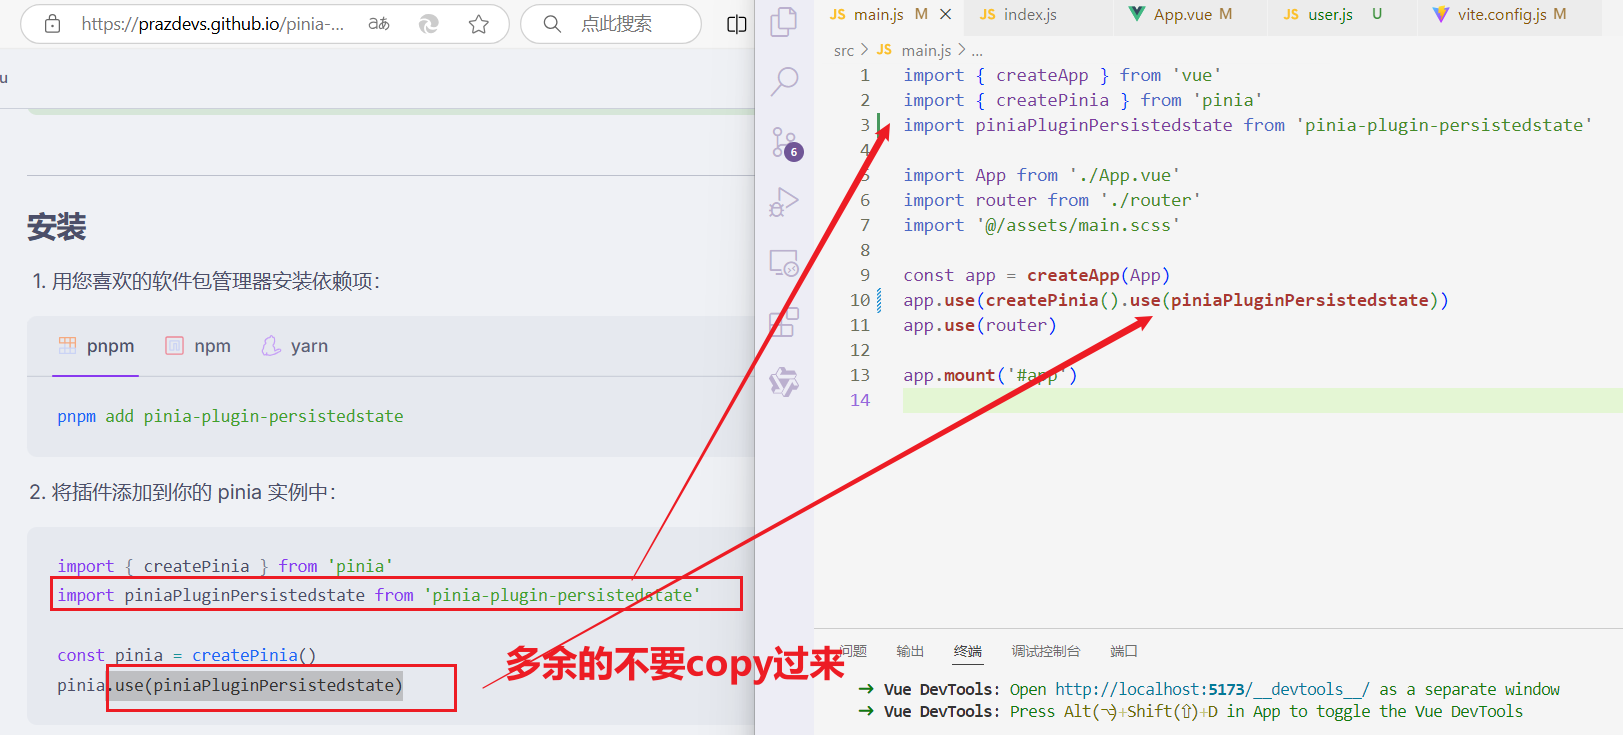 https://prazdevs.github.io/pinia-...
aあ
点此搜索
u
安装
1. 用您喜欢的软件包管理器安装依赖项：
pnpm
npm
yarn
pnpm add pinia-plugin-persistedstate
2. 将插件添加到你的 pinia 实例中：
import { createPinia } from 'pinia'
import piniaPluginPersistedstate from 'pinia-plugin-persistedstate'
const pinia = createPinia()
pinia.use(piniaPluginPersistedstate)
多余的不要copy过来
6
JS main.js M
JS index.js
App.vue M
JS user.js U
vite.config.js M
src > JS main.js > ...
1 import { createApp } from 'vue'
2 import { createPinia } from 'pinia'
3 import piniaPluginPersistedstate from 'pinia-plugin-persistedstate'
4
5 import App from './App.vue'
6 import router from './router'
7 import '@/assets/main.scss'
8
9 const app = createApp(App)
10 app.use(createPinia().use(piniaPluginPersistedstate))
11 app.use(router)
12
13 app.mount('#app')
14
问题 输出 终端 调试控制台 端口
➜ Vue DevTools: Open http://localhost:5173/__devtools__/ as a separate window
➜ Vue DevTools: Press Alt(⌥)+Shift(⇧)+D in App to toggle the Vue DevTools